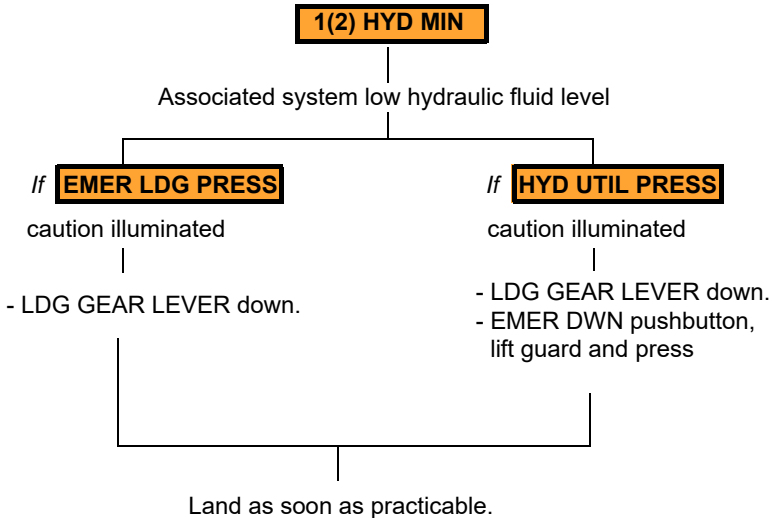 1(2) HYD MIN
Associated system low hydraulic fluid level
If EMER LDG PRESS
caution illuminated
- LDG GEAR LEVER down.
If HYD UTIL PRESS
caution illuminated
- LDG GEAR LEVER down.
- EMER DWN pushbutton,
lift guard and press
Land as soon as practicable.